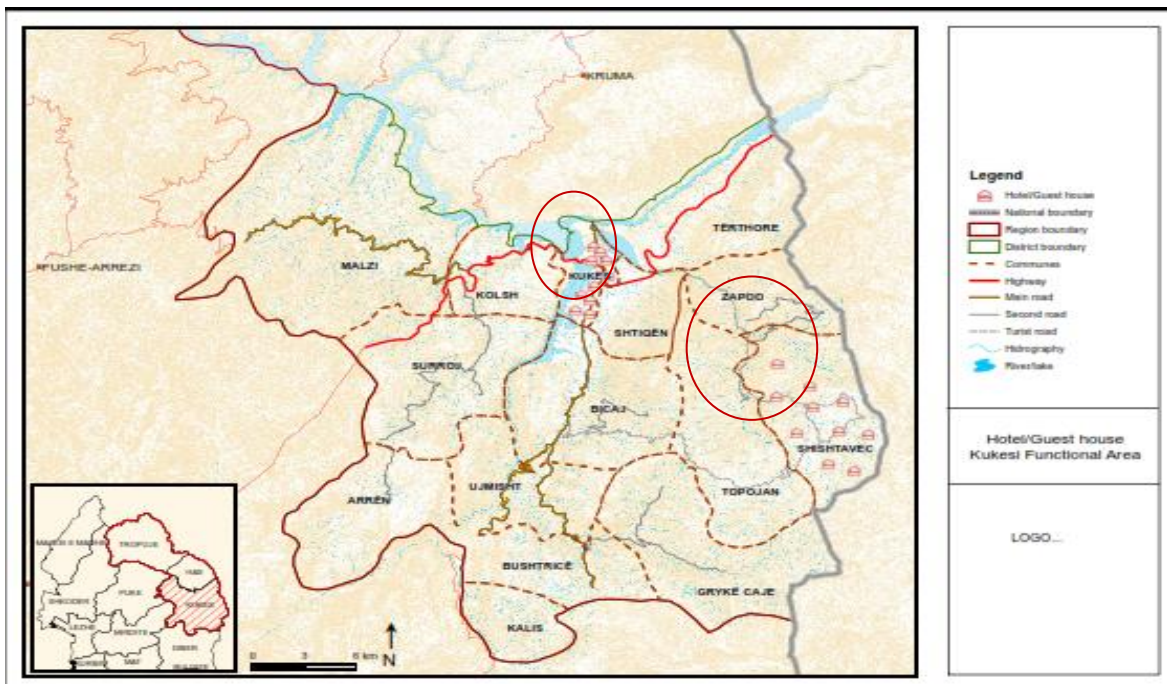 KRUMA
FUSHE-ARREZI
MALZI
KOLSH
KUKES
TËRTHORE
ZAPOD
SHTIQËN
SURROJ
BICAJ
SHISHTAVEC
UJMISHT
TOPOJAN
ARRËN
BUSHTRICË
GRYKË CAJE
KALIS
TROPOJE
HAS
PUKE
KUKES
SHKODER
LEZHE
MIRDITE
DIBER
MAT
0 3 6 km
N
Legend
Hotel/Guest house
National boundary
Region boundary
District boundary
Communes
Highway
Main road
Second road
Turist road
Hidrography
River/lake
Hotel/Guest house
Kukesi Functional Area
LOGO...